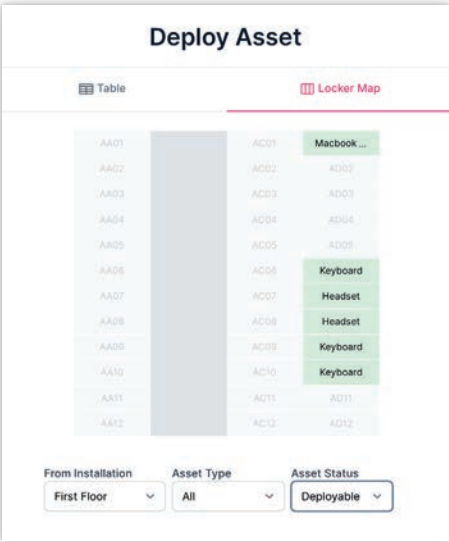 Deploy Asset
Table Locker Map
AA01 AC01 Macbook ...
AA02 AC02 AD02
AA03 AC03 AD03
AA04 AC04 AD04
AA05 AC05 AD05
AA06 AC06 Keyboard
AA07 AC07 Headset
AA08 AC08 Headset
AA09 AC09 Keyboard
AA10 AC10 Keyboard
AA11 AC11 AD11
AA12 AC12 AD12
From Installation Asset Type Asset Status
First Floor All Deployable